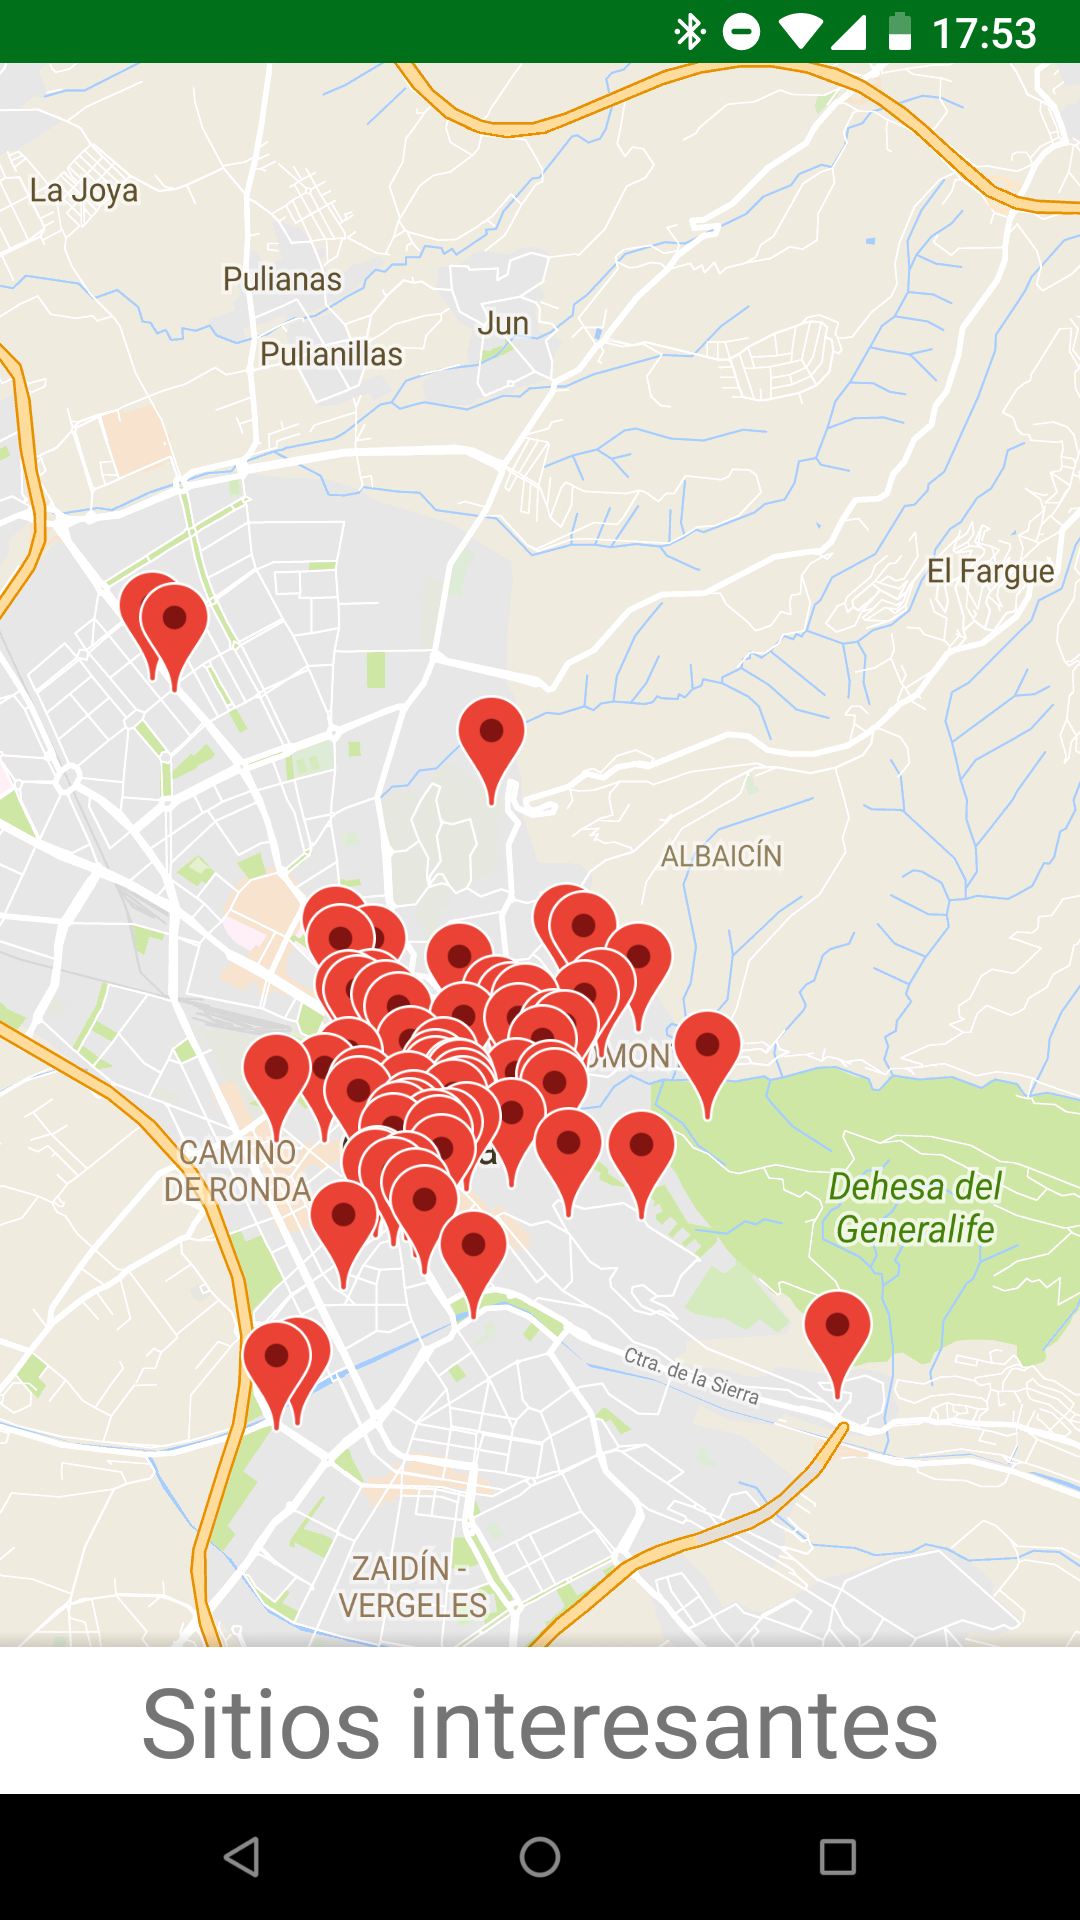 17:53
La Joya
Pulianas
Jun
Pulianillas
El Fargue
ALBAICÍN
CAMINO
DE RONDA
a
Dehesa del
Generalife
Ctra. de la Sierra
ZAIDÍN -
VERGELES
Sitios interesantes